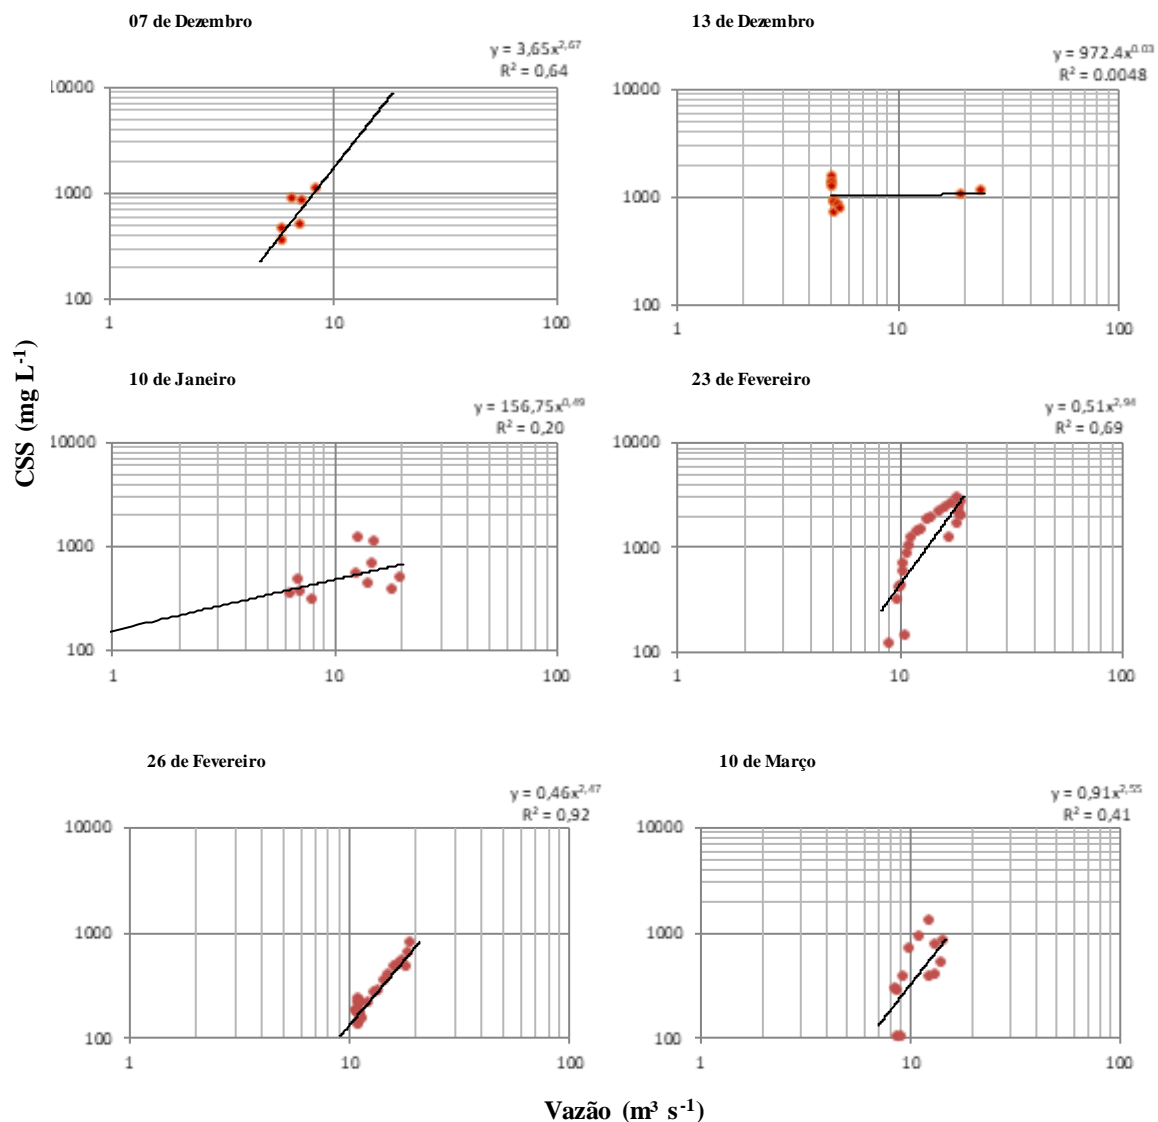 07 de Dezembro
y = 3,65x^2,67
R² = 0,64
10000
1000
100
1 10 100
13 de Dezembro
y = 972.4x^0.03
R² = 0.0048
10000
1000
100
1 10 100
CSS (mg L⁻¹)
10 de Janeiro
y = 156,75x^0,49
R² = 0,20
10000
1000
100
1 10 100
23 de Fevereiro
y = 0,51x^2,94
R² = 0,69
10000
1000
100
1 10 100
26 de Fevereiro
y = 0,46x^2,47
R² = 0,92
10000
1000
100
1 10 100
10 de Março
y = 0,91x^2,55
R² = 0,41
10000
1000
100
1 10 100
Vazão (m³ s⁻¹)